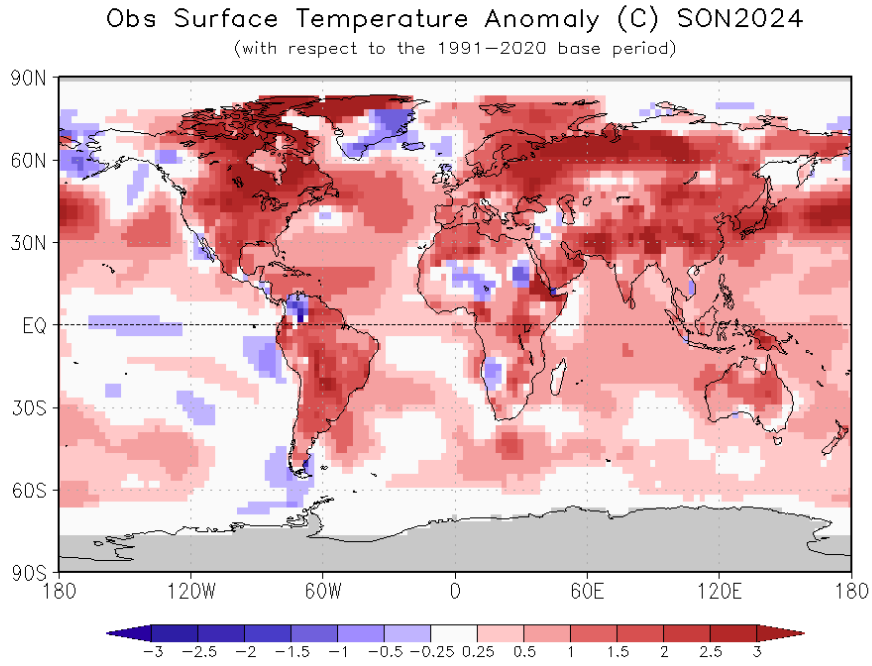 Obs Surface Temperature Anomaly (C) SON2024
(with respect to the 1991−2020 base period)
90N
60N
30N
EQ
30S
60S
90S
180 120W 60W 0 60E 120E 180
−3 −2.5 −2 −1.5 −1 −0.5 −0.25 0.25 0.5 1 1.5 2 2.5 3